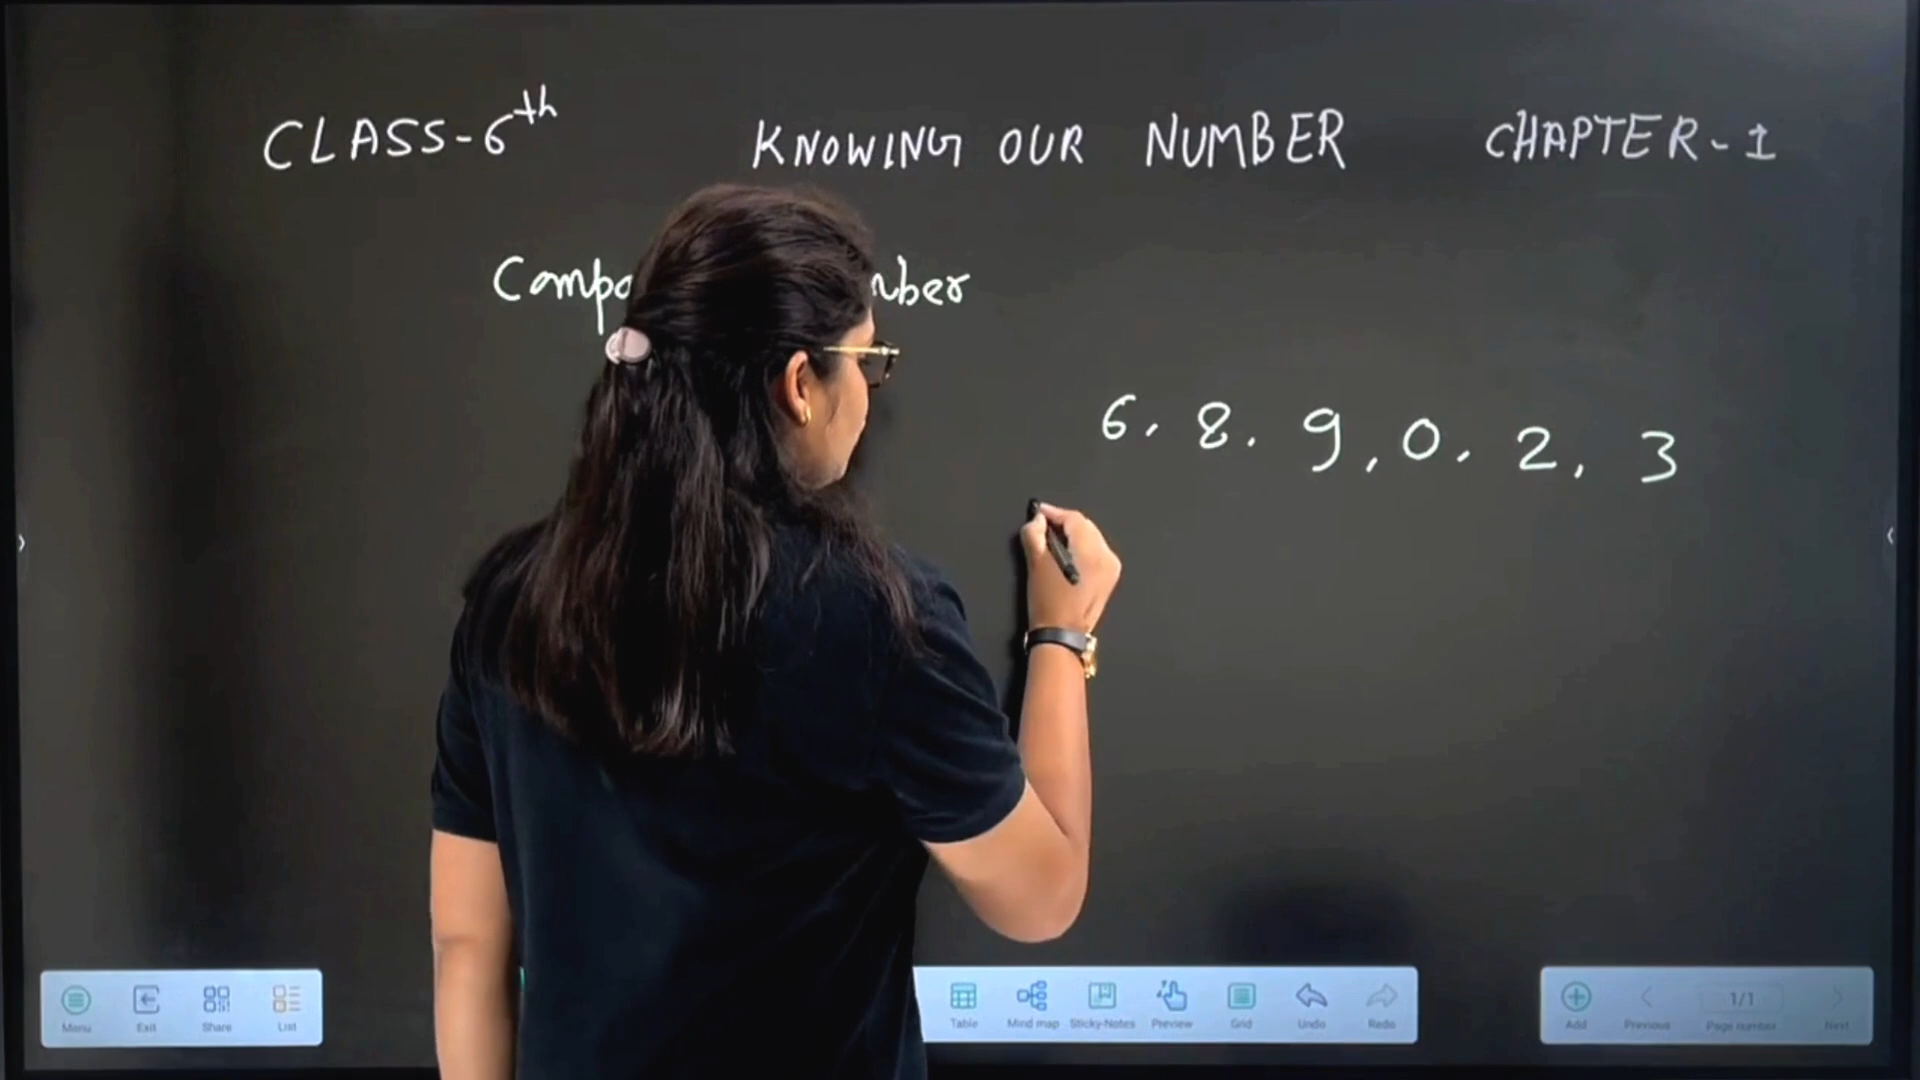 CLASS-6th KNOWING OUR NUMBER CHAPTER-1
6, 8, 9, 0, 2, 3
Menu Exit Share List Table Mind map Sticky-Notes Preview Grid Undo Redo Add Previous 1/1 Page number Next